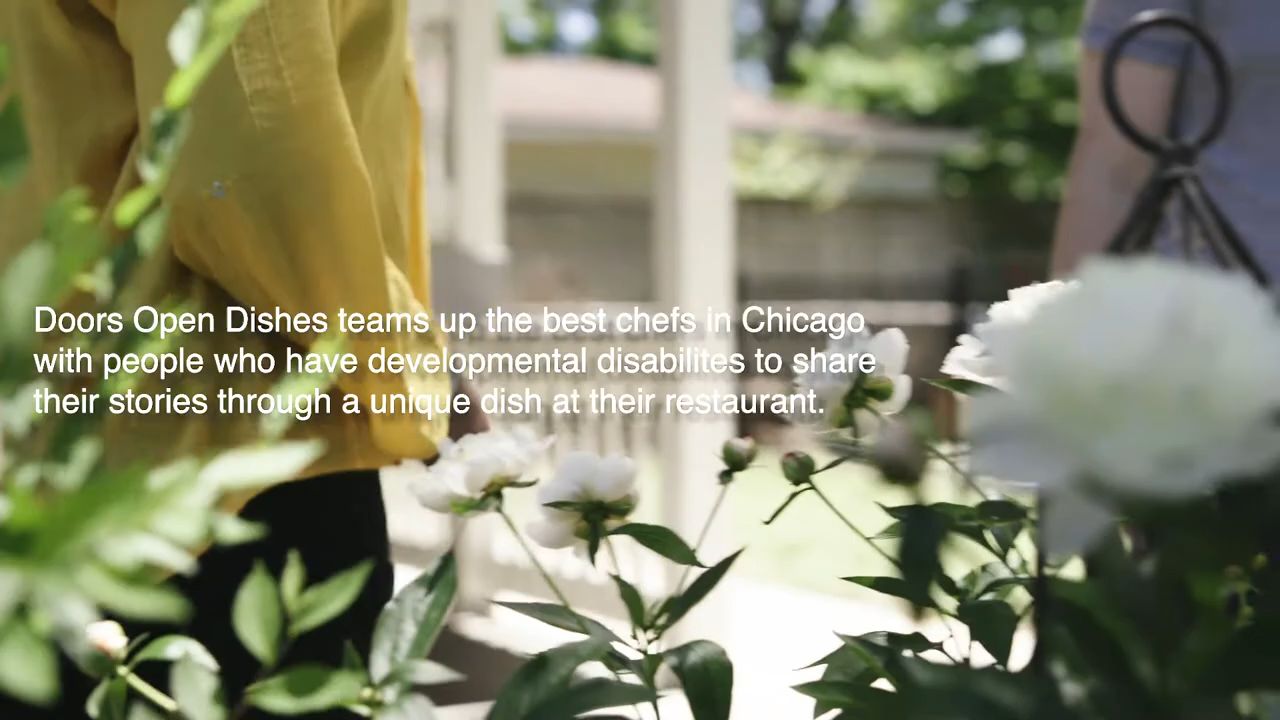 Doors Open Dishes teams up the best chefs in Chicago
with people who have developmental disabilites to share
their stories through a unique dish at their restaurant.